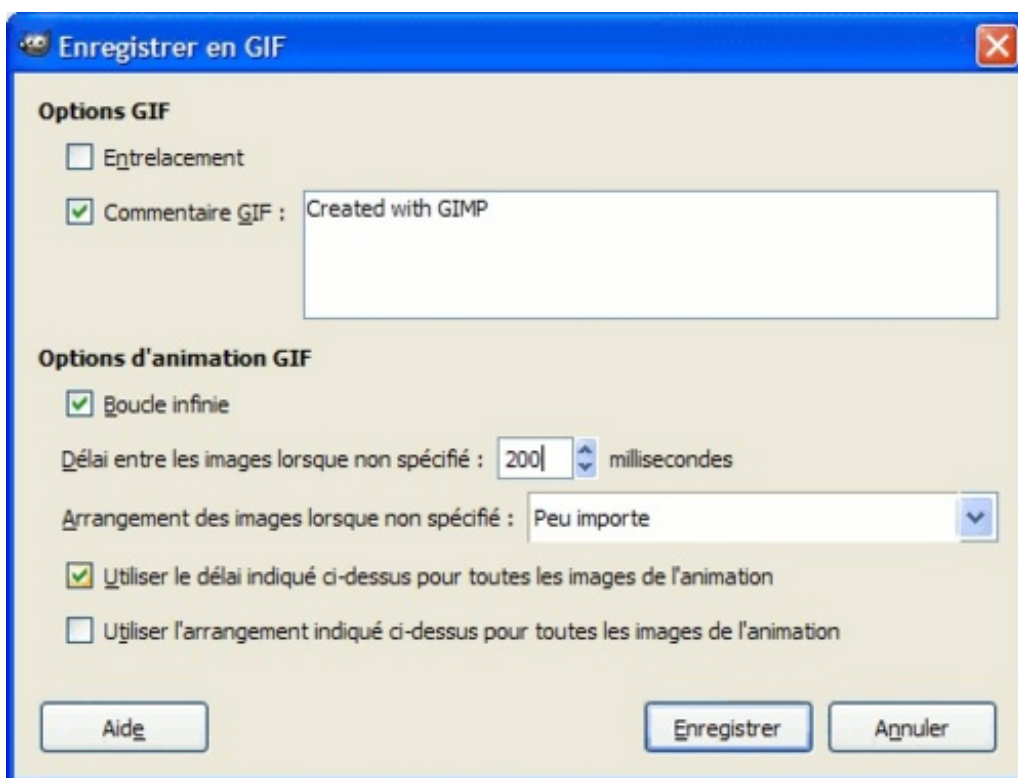 Enregistrer en GIF
Options GIF
Entrelacement
Commentaire GIF : Created with GIMP
Options d'animation GIF
Boucle infinie
Délai entre les images lorsque non spécifié : 200 millisecondes
Arrangement des images lorsque non spécifié : Peu importe
Utiliser le délai indiqué ci-dessus pour toutes les images de l'animation
Utiliser l'arrangement indiqué ci-dessus pour toutes les images de l'animation
Aide Enregistrer Annuler